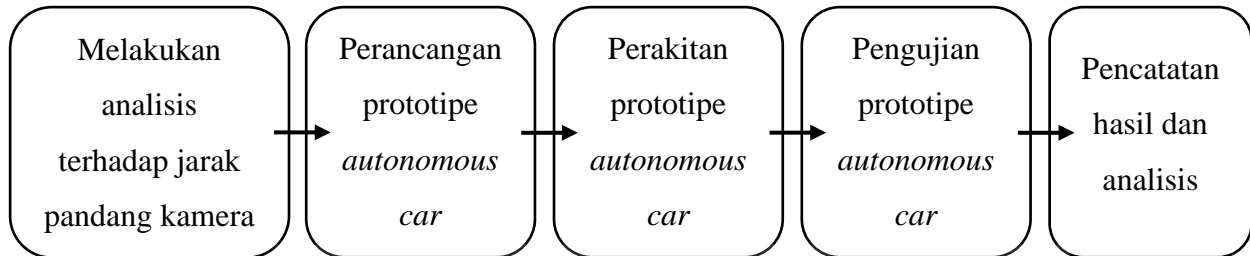 Melakukan
analisis
terhadap jarak
pandang kamera
Perancangan
prototipe
autonomous
car
Perakitan
prototipe
autonomous
car
Pengujian
prototipe
autonomous
car
Pencatatan
hasil dan
analisis